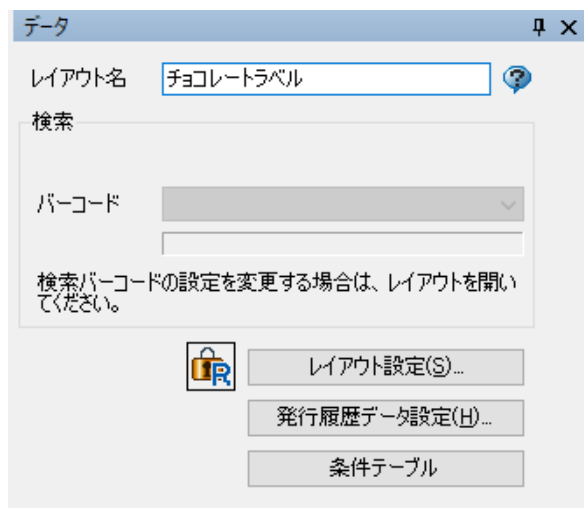 データ
レイアウト名 チョコレートラベル
検索
バーコード
検索バーコードの設定を変更する場合は、レイアウトを開い
てください。
R レイアウト設定(S)...
発行履歴データ設定(H)...
条件テーブル